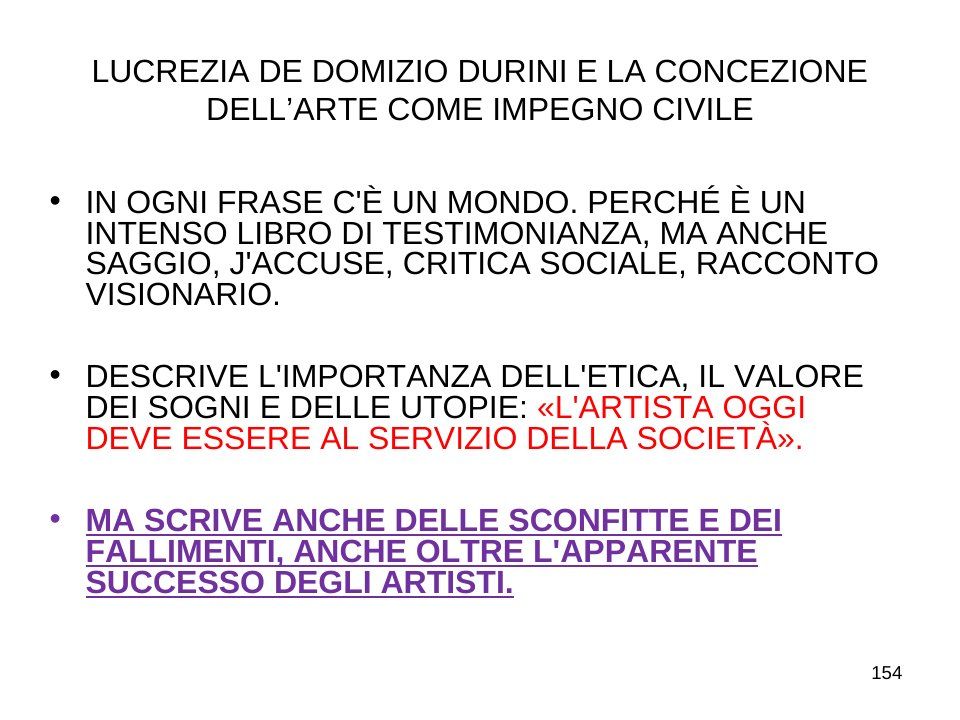 LUCREZIA DE DOMIZIO DURINI E LA CONCEZIONE
DELL’ARTE COME IMPEGNO CIVILE
• IN OGNI FRASE C'È UN MONDO. PERCHÉ È UN
INTENSO LIBRO DI TESTIMONIANZA, MA ANCHE
SAGGIO, J'ACCUSE, CRITICA SOCIALE, RACCONTO
VISIONARIO.
• DESCRIVE L'IMPORTANZA DELL'ETICA, IL VALORE
DEI SOGNI E DELLE UTOPIE: «L'ARTISTA OGGI
DEVE ESSERE AL SERVIZIO DELLA SOCIETÀ».
• MA SCRIVE ANCHE DELLE SCONFITTE E DEI
FALLIMENTI, ANCHE OLTRE L'APPARENTE
SUCCESSO DEGLI ARTISTI.
154